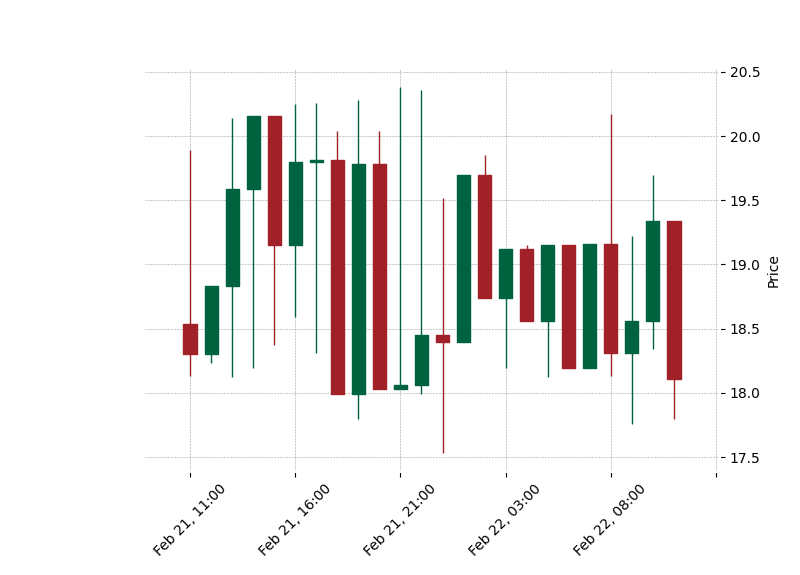 20.5
20.0
19.5
19.0
18.5
18.0
17.5
Price
Feb 21, 11:00
Feb 21, 16:00
Feb 21, 21:00
Feb 22, 03:00
Feb 22, 08:00